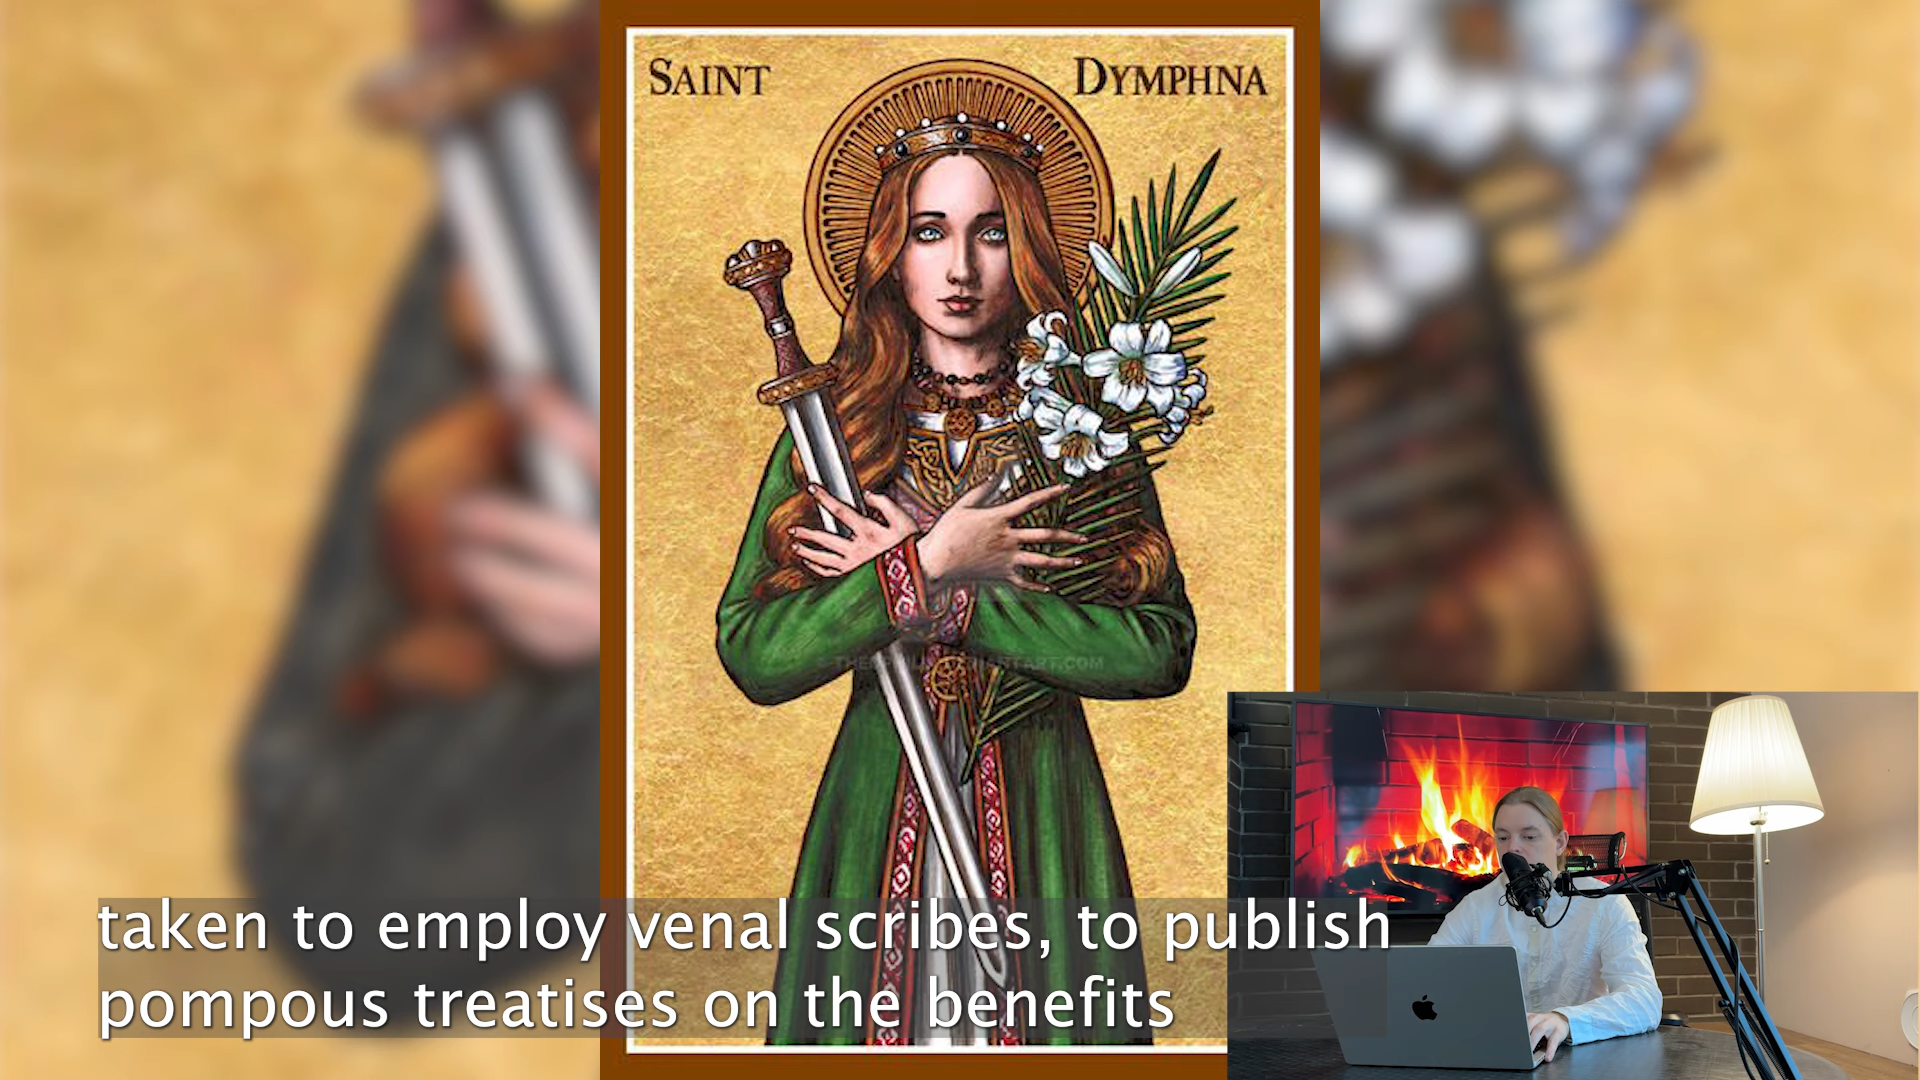 SAINT DYMPHNA
taken to employ venal scribes, to publish
pompous treatises on the benefits